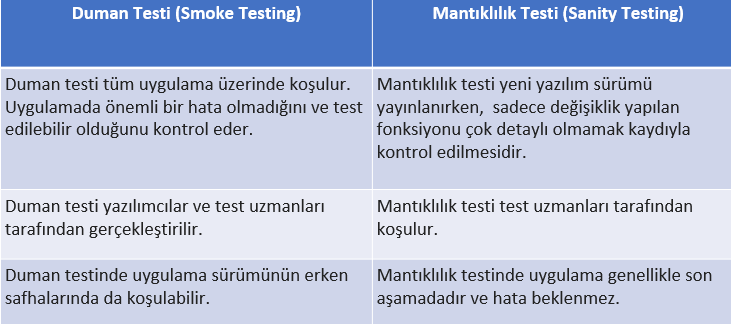 Duman Testi (Smoke Testing)
Mantıklılık Testi (Sanity Testing)
Duman testi tüm uygulama üzerinde koşulur.
Uygulamada önemli bir hata olmadığını ve test
edilebilir olduğunu kontrol eder.
Mantıklılık testi yeni yazılım sürümü
yayınlanırken, sadece değişiklik yapılan
fonksiyonu çok detaylı olmamak kaydıyla
kontrol edilmesidir.
Duman testi yazılımcılar ve test uzmanları
tarafından gerçekleştirilir.
Mantıklılık testi test uzmanları tarafından
koşulur.
Duman testinde uygulama sürümünün erken
safhalarında da koşulabilir.
Mantıklılık testinde uygulama genellikle son
aşamadadır ve hata beklenmez.